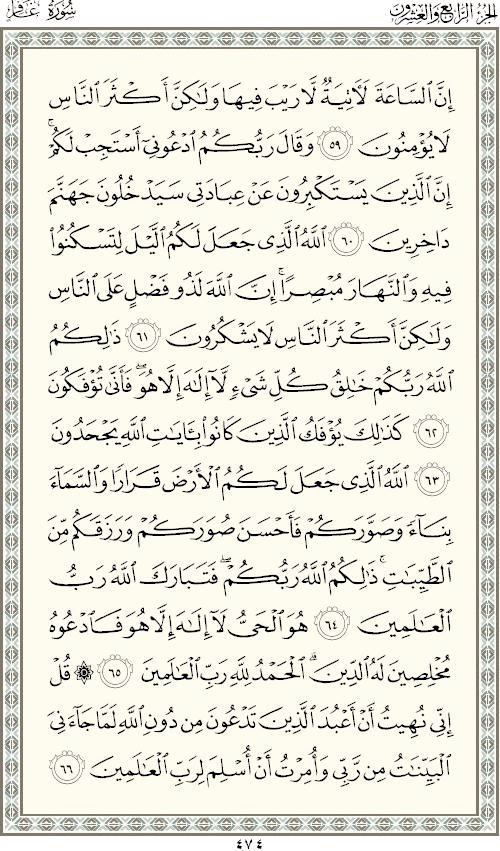 الجزء الرابع والعشرون
سورة غافر
إِنَّ ٱلسَّاعَةَ لَأٓتِيَةٌ لَّا رَيْبَ فِيهَا وَلَٰكِنَّ أَكْثَرَ ٱلنَّاسِ
لَا يُؤْمِنُونَ ٥٩ وَقَالَ رَبُّكُمُ ٱدْعُونِىٓ أَسْتَجِبْ لَكُمْ ۚ
إِنَّ ٱلَّذِينَ يَسْتَكْبِرُونَ عَنْ عِبَادَتِى سَيَدْخُلُونَ جَهَنَّمَ
دَاخِرِينَ ٦٠ ٱللَّهُ ٱلَّذِى جَعَلَ لَكُمُ ٱلَّيْلَ لِتَسْكُنُوا۟
فِيهِ وَٱلنَّهَارَ مُبْصِرًا ۚ إِنَّ ٱللَّهَ لَذُو فَضْلٍ عَلَى ٱلنَّاسِ
وَلَٰكِنَّ أَكْثَرَ ٱلنَّاسِ لَا يَشْكُرُونَ ٦١ ذَٰلِكُمُ
ٱللَّهُ رَبُّكُمْ خَٰلِقُ كُلِّ شَىْءٍ لَّآ إِلَٰهَ إِلَّا هُوَ ۖ فَأَنَّىٰ تُؤْفَكُونَ
٦٢ كَذَٰلِكَ يُؤْفَكُ ٱلَّذِينَ كَانُوا۟ بِـَٔايَٰتِ ٱللَّهِ يَجْحَدُونَ
٦٣ ٱللَّهُ ٱلَّذِى جَعَلَ لَكُمُ ٱلْأَرْضَ قَرَارًا وَٱلسَّمَآءَ
بِنَآءً وَصَوَّرَكُمْ فَأَحْسَنَ صُوَرَكُمْ وَرَزَقَكُم مِّنَ
ٱلطَّيِّبَٰتِ ۚ ذَٰلِكُمُ ٱللَّهُ رَبُّكُمْ ۖ فَتَبَارَكَ ٱللَّهُ رَبُّ
ٱلْعَٰلَمِينَ ٦٤ هُوَ ٱلْحَىُّ لَآ إِلَٰهَ إِلَّا هُوَ فَٱدْعُوهُ
مُخْلِصِينَ لَهُ ٱلدِّينَ ۗ ٱلْحَمْدُ لِلَّهِ رَبِّ ٱلْعَٰلَمِينَ ٦٥ ۞ قُلْ
إِنِّى نُهِيتُ أَنْ أَعْبُدَ ٱلَّذِينَ تَدْعُونَ مِن دُونِ ٱللَّهِ لَمَّا جَآءَنِىَ
ٱلْبَيِّنَٰتُ مِن رَّبِّى وَأُمِرْتُ أَنْ أُسْلِمَ لِرَبِّ ٱلْعَٰلَمِينَ ٦٦
٤٧٤